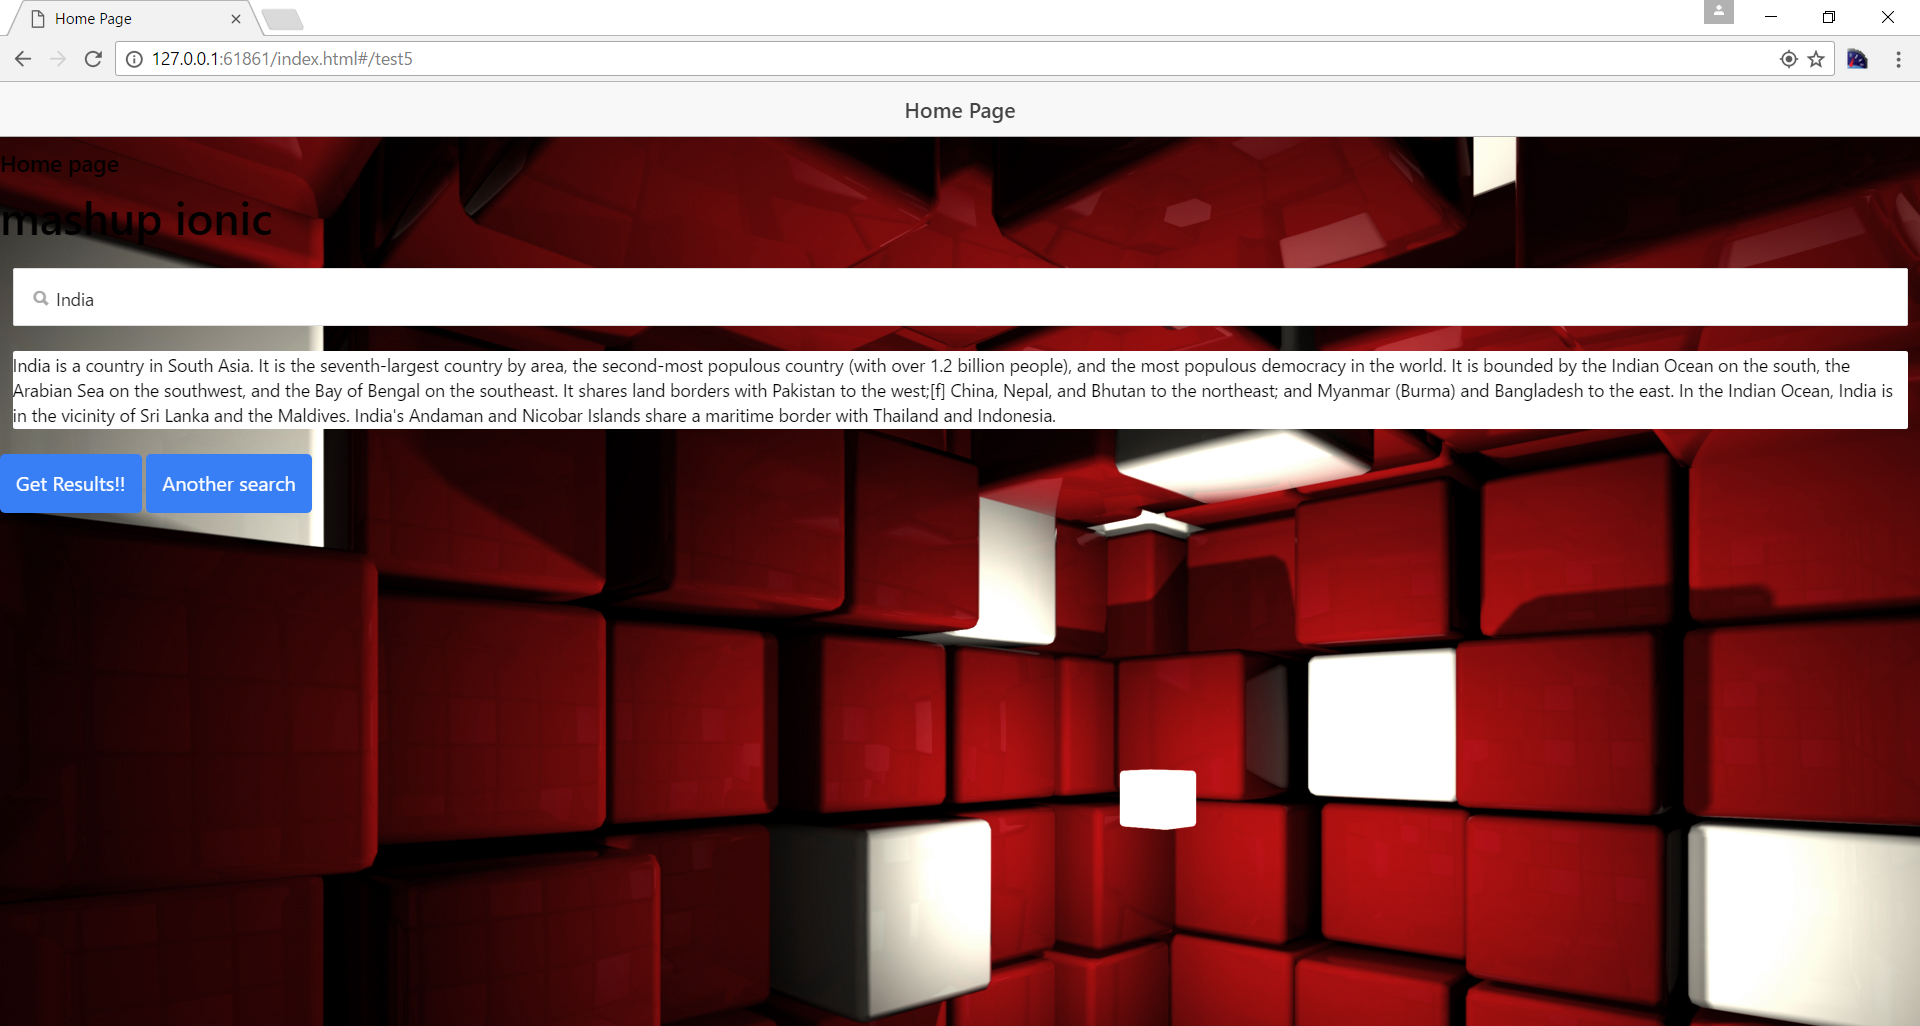 Home Page
127.0.0.1:61861/index.html#/test5
Home Page
Home page
mashup ionic
India
India is a country in South Asia. It is the seventh-largest country by area, the second-most populous country (with over 1.2 billion people), and the most populous democracy in the world. It is bounded by the Indian Ocean on the south, the
Arabian Sea on the southwest, and the Bay of Bengal on the southeast. It shares land borders with Pakistan to the west;[f] China, Nepal, and Bhutan to the northeast; and Myanmar (Burma) and Bangladesh to the east. In the Indian Ocean, India is
in the vicinity of Sri Lanka and the Maldives. India's Andaman and Nicobar Islands share a maritime border with Thailand and Indonesia.
Get Results!! Another search